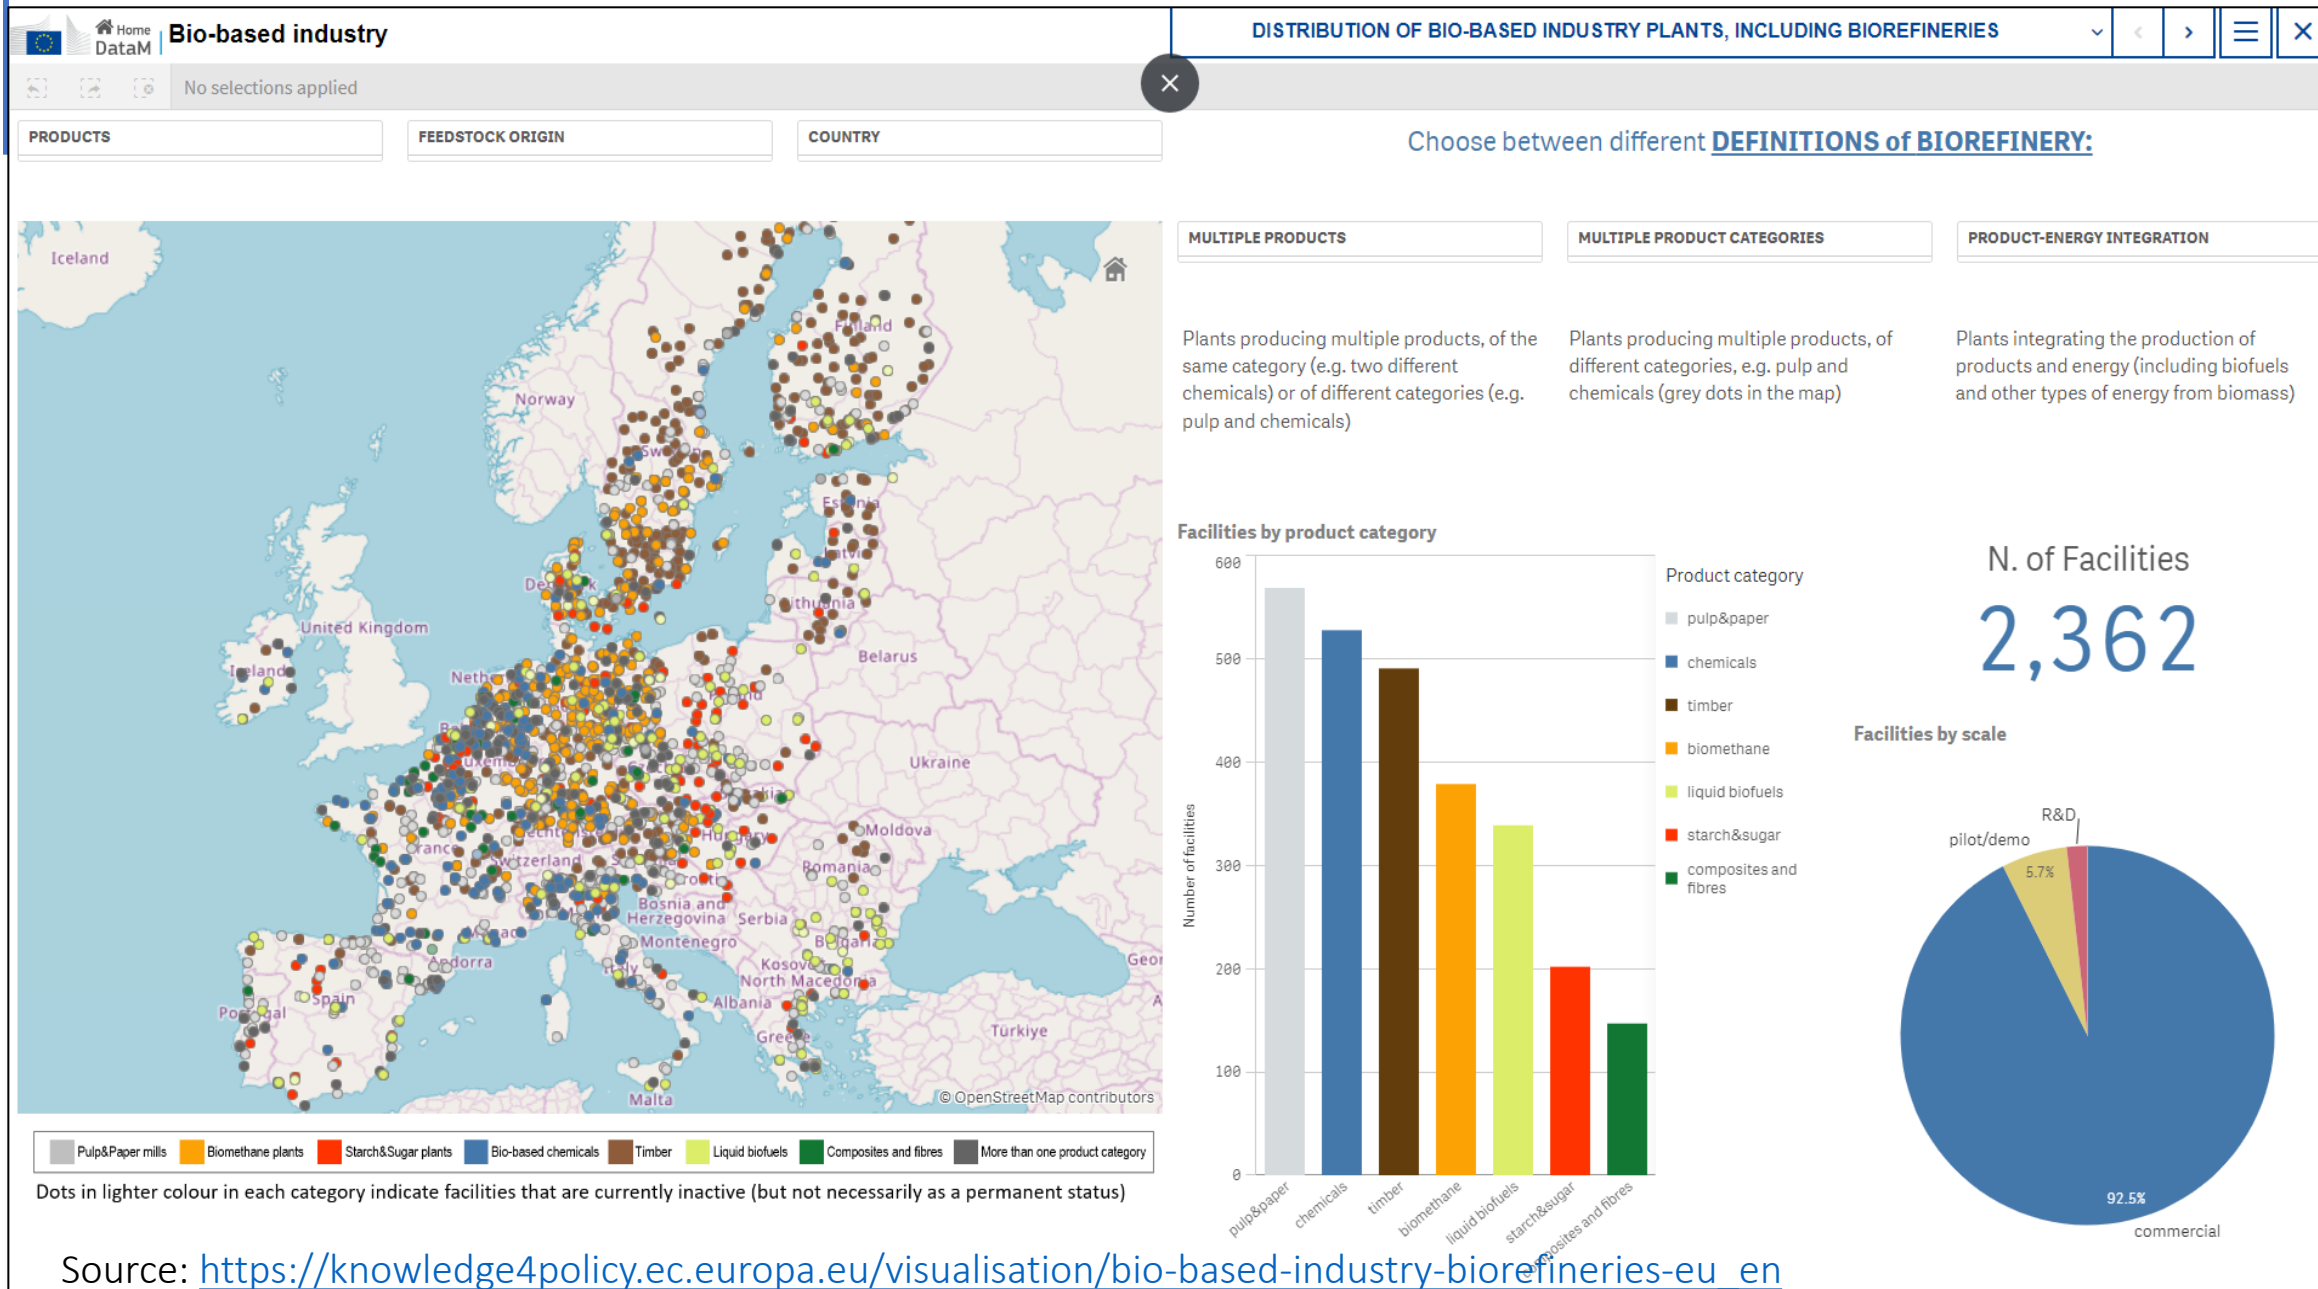 Home
DataM
Bio-based industry
DISTRIBUTION OF BIO-BASED INDUSTRY PLANTS, INCLUDING BIOREFINERIES
No selections applied
PRODUCTS
FEEDSTOCK ORIGIN
COUNTRY
Choose between different DEFINITIONS of BIOREFINERY:
MULTIPLE PRODUCTS
MULTIPLE PRODUCT CATEGORIES
PRODUCT-ENERGY INTEGRATION
Plants producing multiple products, of the
same category (e.g. two different
chemicals) or of different categories (e.g.
pulp and chemicals)
Plants producing multiple products, of
different categories, e.g. pulp and
chemicals (grey dots in the map)
Plants integrating the production of
products and energy (including biofuels
and other types of energy from biomass)
Iceland
Finland
Norway
United Kingdom
Ireland
Belarus
Ukraine
Moldova
Hungary
Switzerland
Romania
Bosnia and
Herzegovina
Serbia
Montenegro
Bulgaria
Kosovo
North Macedonia
Albania
Andorra
Italy
Spain
Portugal
Greece
Türkiye
Malta
Lithuania
Estonia
© OpenStreetMap contributors
Pulp&Paper mills
Biomethane plants
Starch&Sugar plants
Bio-based chemicals
Timber
Liquid biofuels
Composites and fibres
More than one product category
Dots in lighter colour in each category indicate facilities that are currently inactive (but not necessarily as a permanent status)
Facilities by product category
Number of facilities
600
500
400
300
200
100
0
pulp&paper
chemicals
timber
biomethane
liquid biofuels
starch&sugar
composites and fibres
Product category
pulp&paper
chemicals
timber
biomethane
liquid biofuels
starch&sugar
composites and
fibres
N. of Facilities
2,362
Facilities by scale
R&D
pilot/demo
5.7%
92.5%
commercial
Source: https://knowledge4policy.ec.europa.eu/visualisation/bio-based-industry-biorefineries-eu_en